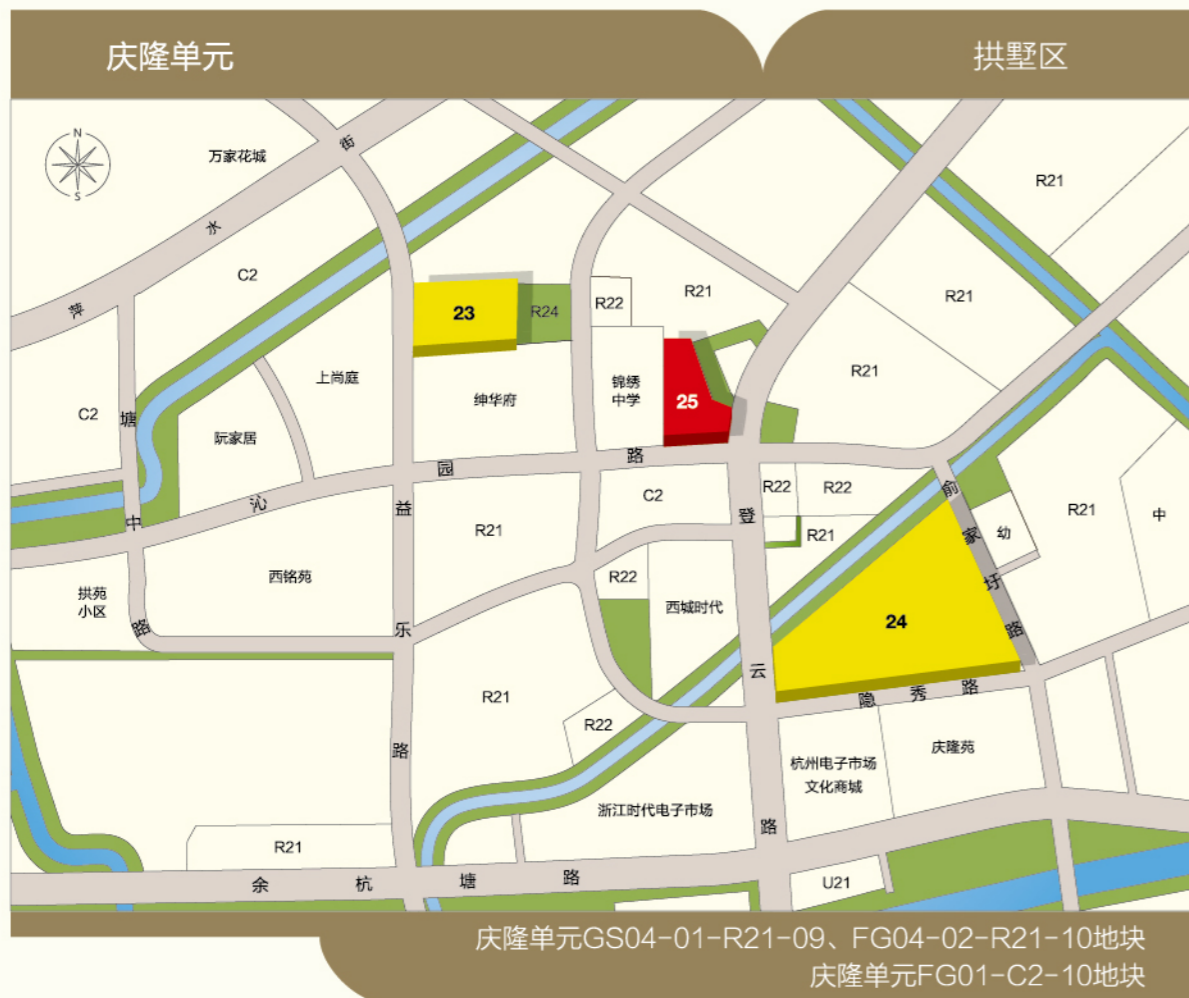 庆隆单元
拱墅区
N
S
万家花城
萍水街
R21
C2
23
R24
R22
R21
R21
上尚庭
绅华府
锦绣
中学
25
R21
C2
塘中路
阮家居
沁园路
益乐路
R21
C2
登云路
R22
R22
R21
俞家圩路
幼
R21
中
拱苑
小区
西铭苑
R22
西城时代
24
隐秀路
R21
R22
杭州电子市场
文化商城
庆隆苑
浙江时代电子市场
R21
余杭塘路
U21
庆隆单元GS04-01-R21-09、FG04-02-R21-10地块
庆隆单元FG01-C2-10地块